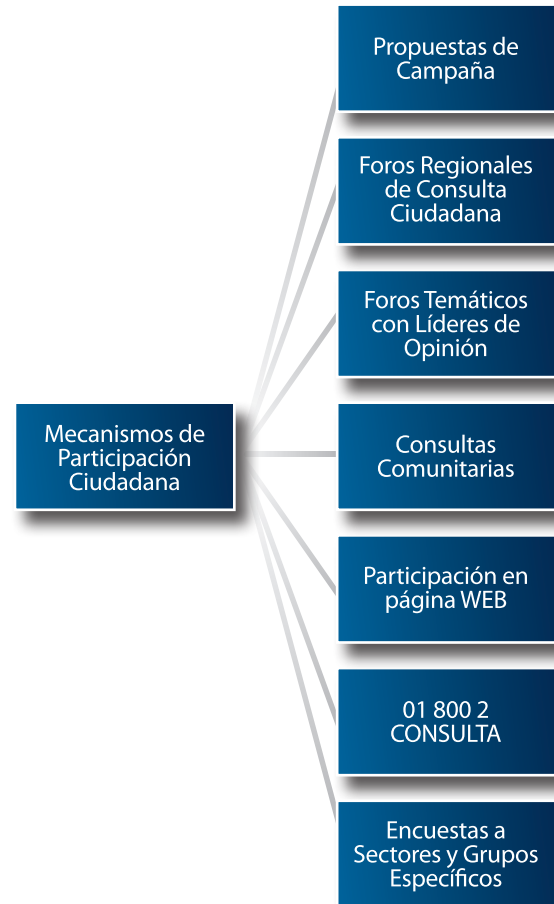 Mecanismos de
Participación
Ciudadana
Propuestas de
Campaña
Foros Regionales
de Consulta
Ciudadana
Foros Temáticos
con Líderes de
Opinión
Consultas
Comunitarias
Participación en
página WEB
01 800 2
CONSULTA
Encuestas a
Sectores y Grupos
Específicos